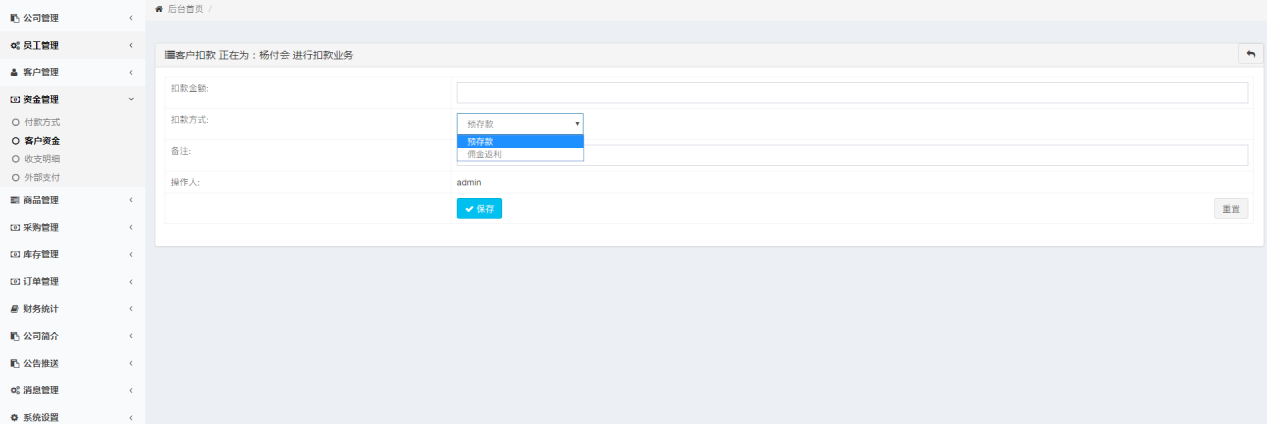 公司管理
员工管理
客户管理
资金管理
付款方式
客户资金
收支明细
外部支付
商品管理
采购管理
库存管理
订单管理
财务统计
公司简介
公告推送
消息管理
系统设置
后台首页 /
客户扣款 正在为：杨付会 进行扣款业务
扣款金额:
扣款方式:
预存款
预存款
佣金返利
备注:
操作人:
admin
保存
重置